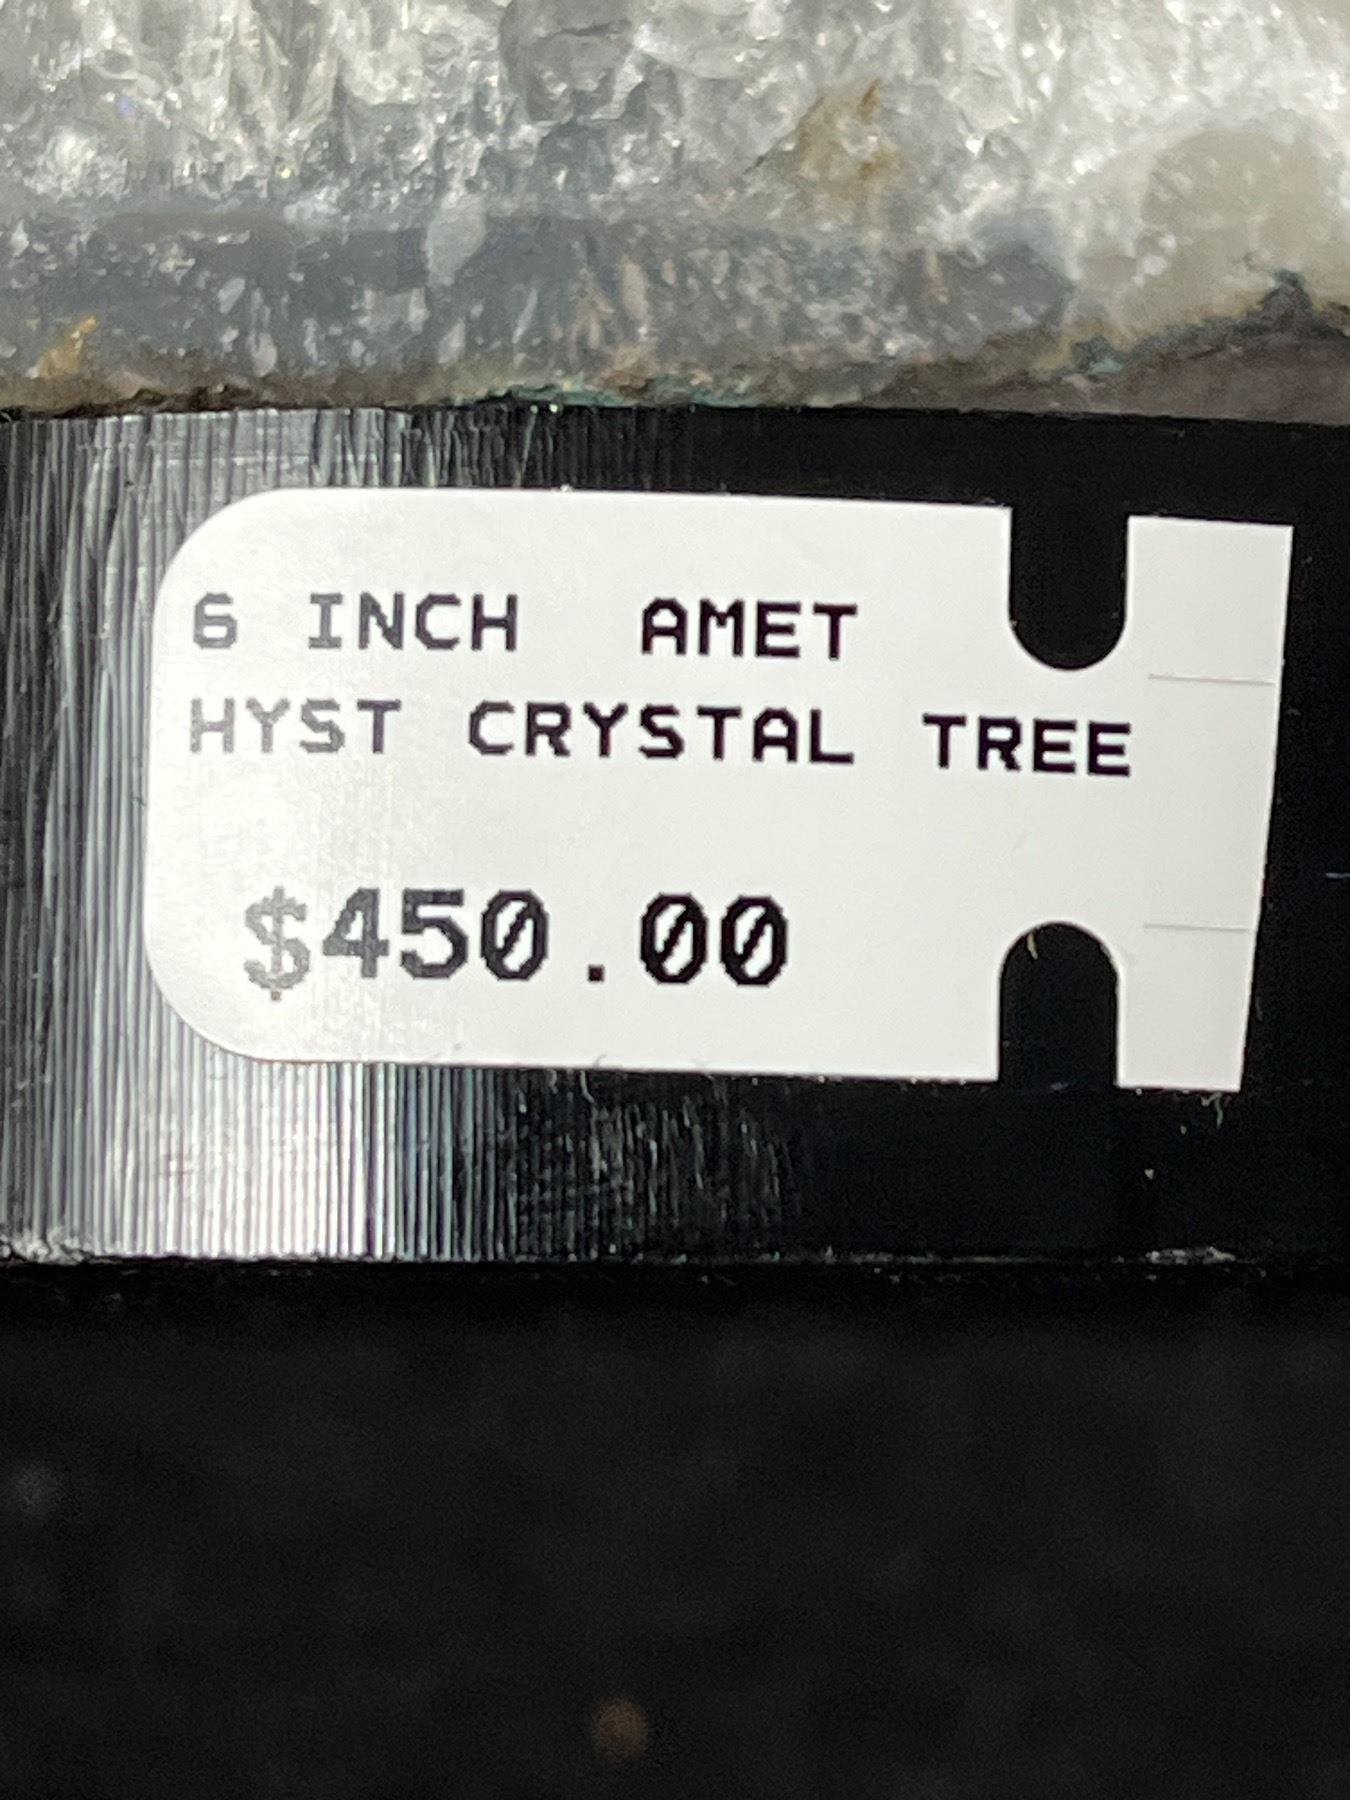 6 INCH  AMET
HYST CRYSTAL TREE
$450.00